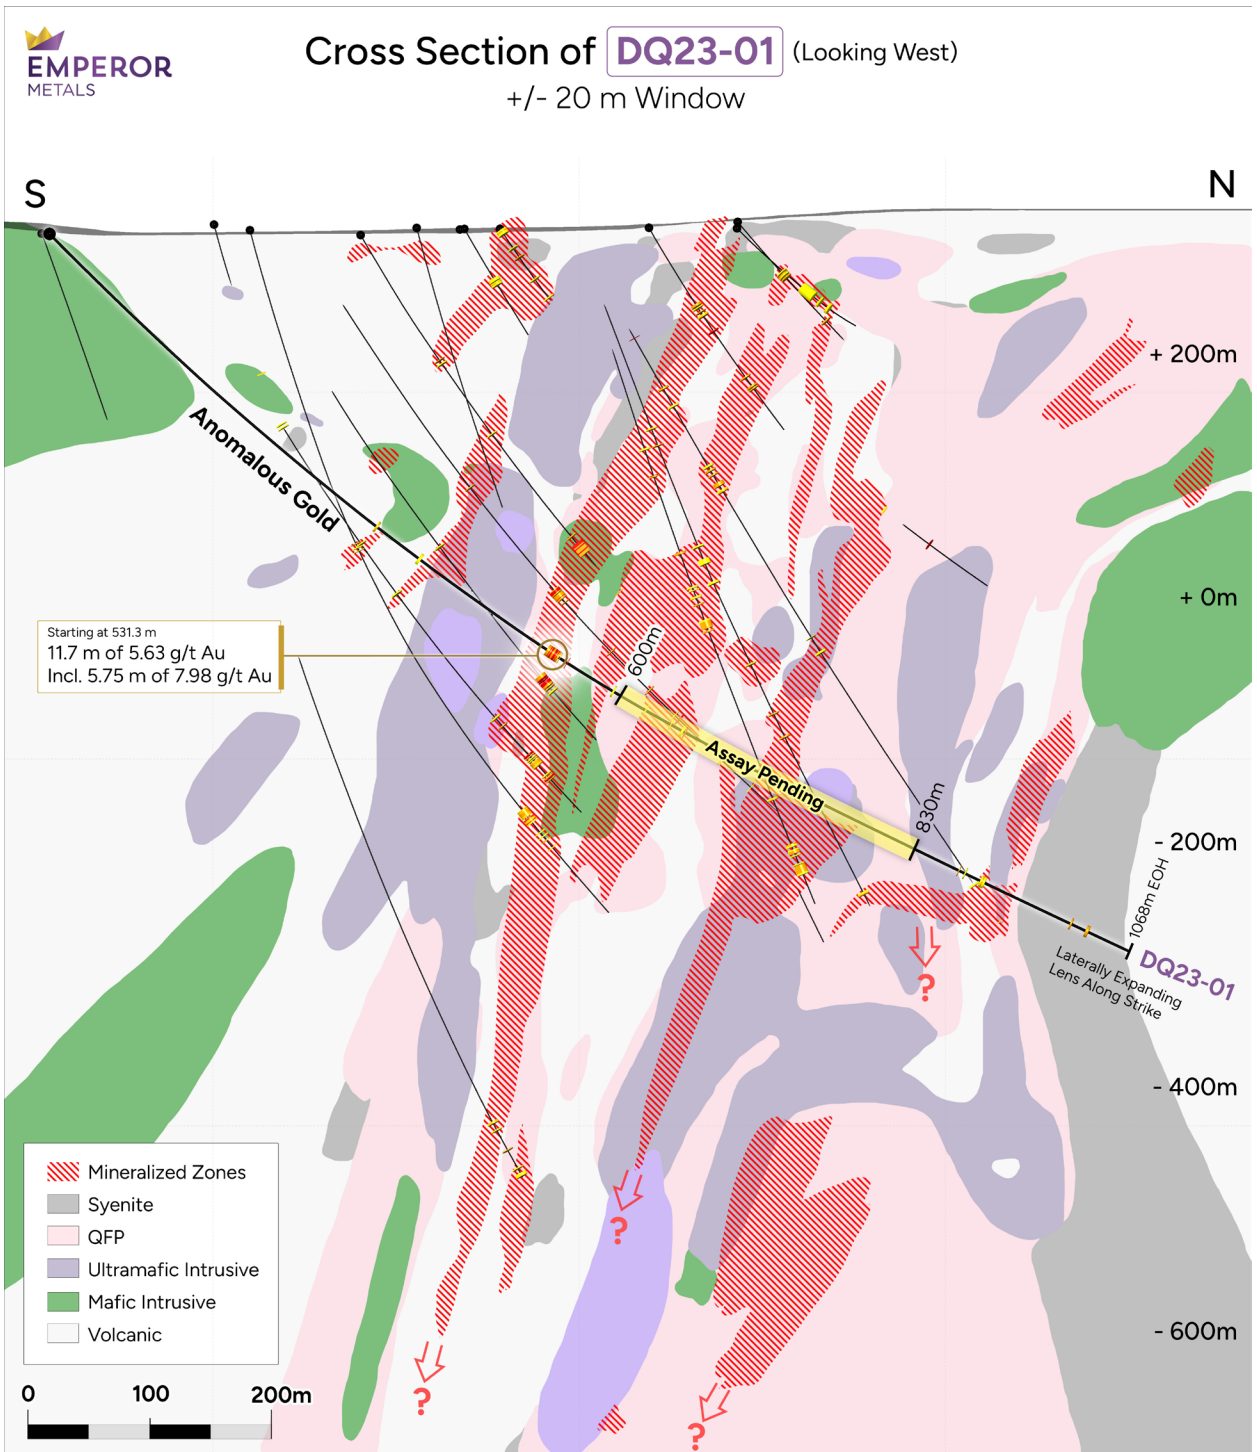 EMPEROR
METALS
Cross Section of DQ23-01 (Looking West)
+/- 20 m Window
S
N
+ 200m
Anomalous Gold
+ 0m
Starting at 531.3 m
11.7 m of 5.63 g/t Au
Incl. 5.75 m of 7.98 g/t Au
600m
Assay Pending
830m
- 200m
1068m EOH
DQ23-01
Laterally Expanding
Lens Along Strike
?
- 400m
?
- 600m
?
?
Mineralized Zones
Syenite
QFP
Ultramafic Intrusive
Mafic Intrusive
Volcanic
0 100 200m